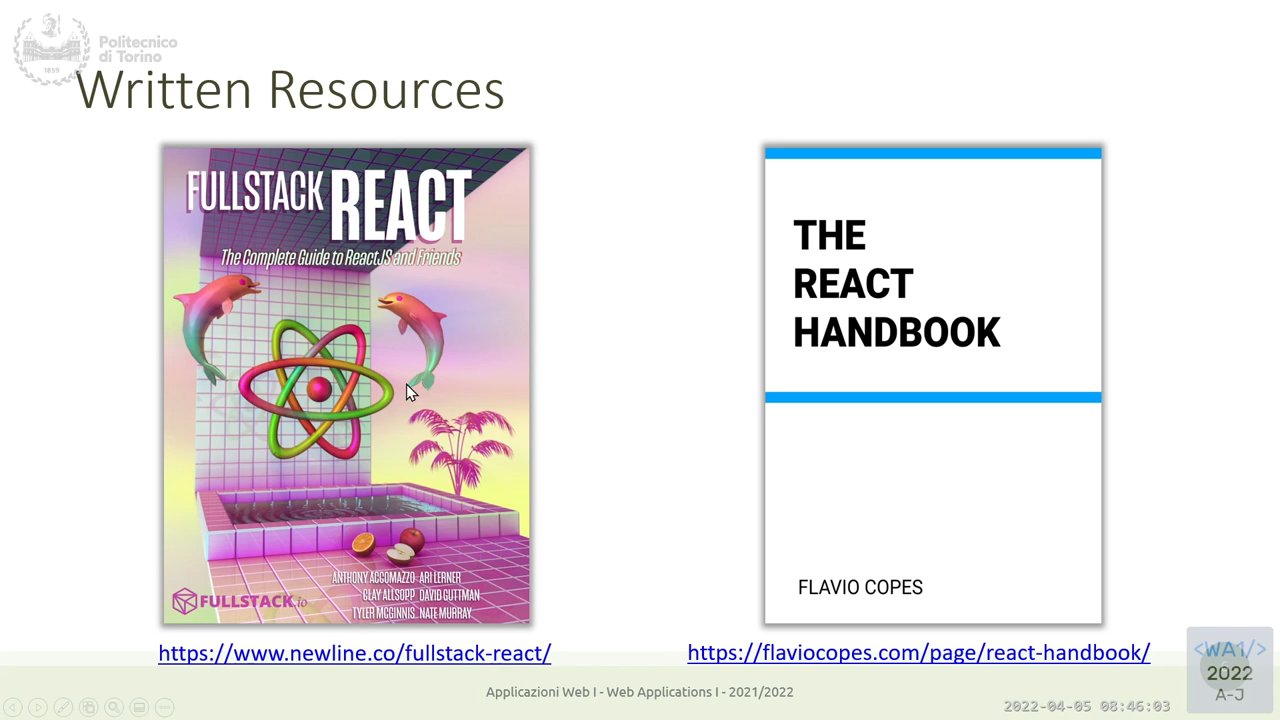 Politecnico
di Torino
1859
Written Resources
FULLSTACK REACT
The Complete Guide to ReactJS and Friends
ANTHONY ACCOMAZZO ARI LERNER
CLAY ALLSOPP DAVID GUTTMAN
TYLER MCGINNIS NATE MURRAY
FULLSTACK.io
THE
REACT
HANDBOOK
FLAVIO COPES
https://www.newline.co/fullstack-react/
https://flaviocopes.com/page/react-handbook/
<WA1/>
2022
A-J
Applicazioni Web I - Web Applications I - 2021/2022
2022-04-05 08:46:03